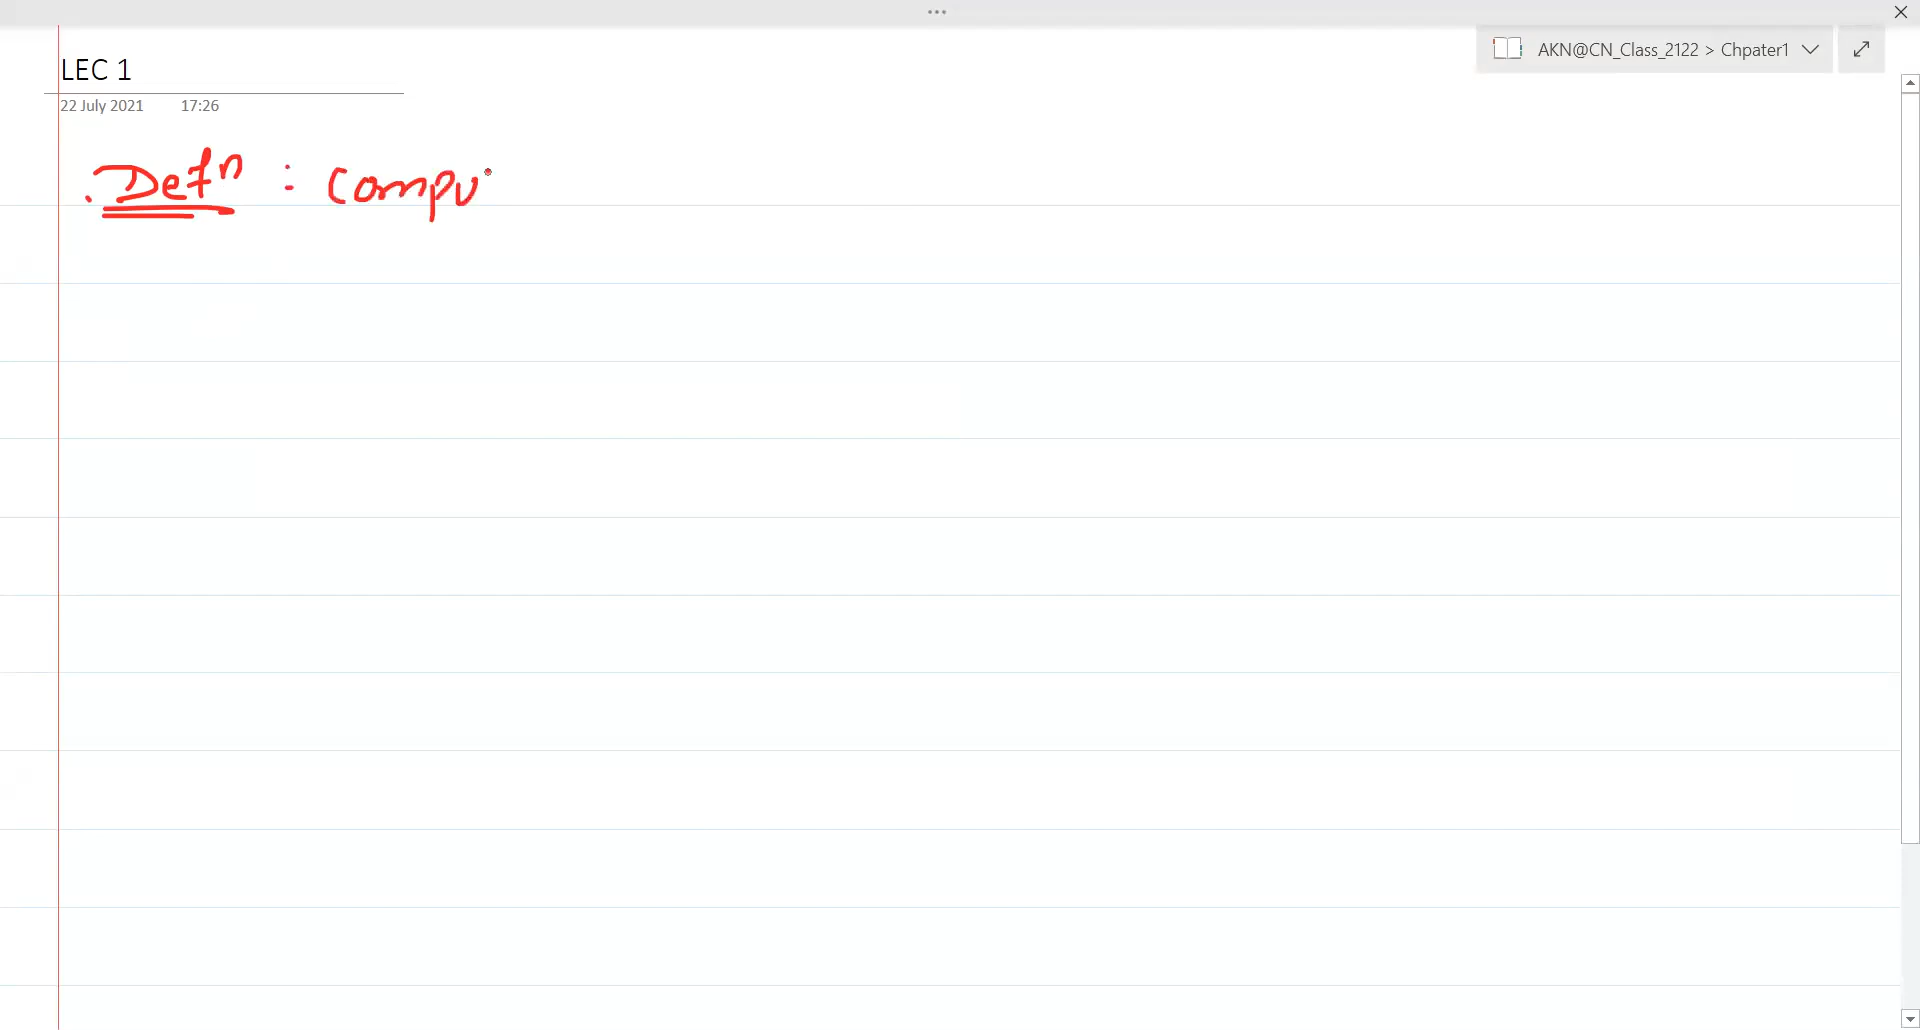 AKN@CN_Class_2122 > Chpater1
LEC 1
22 July 2021 17:26
. Defⁿ : Compu